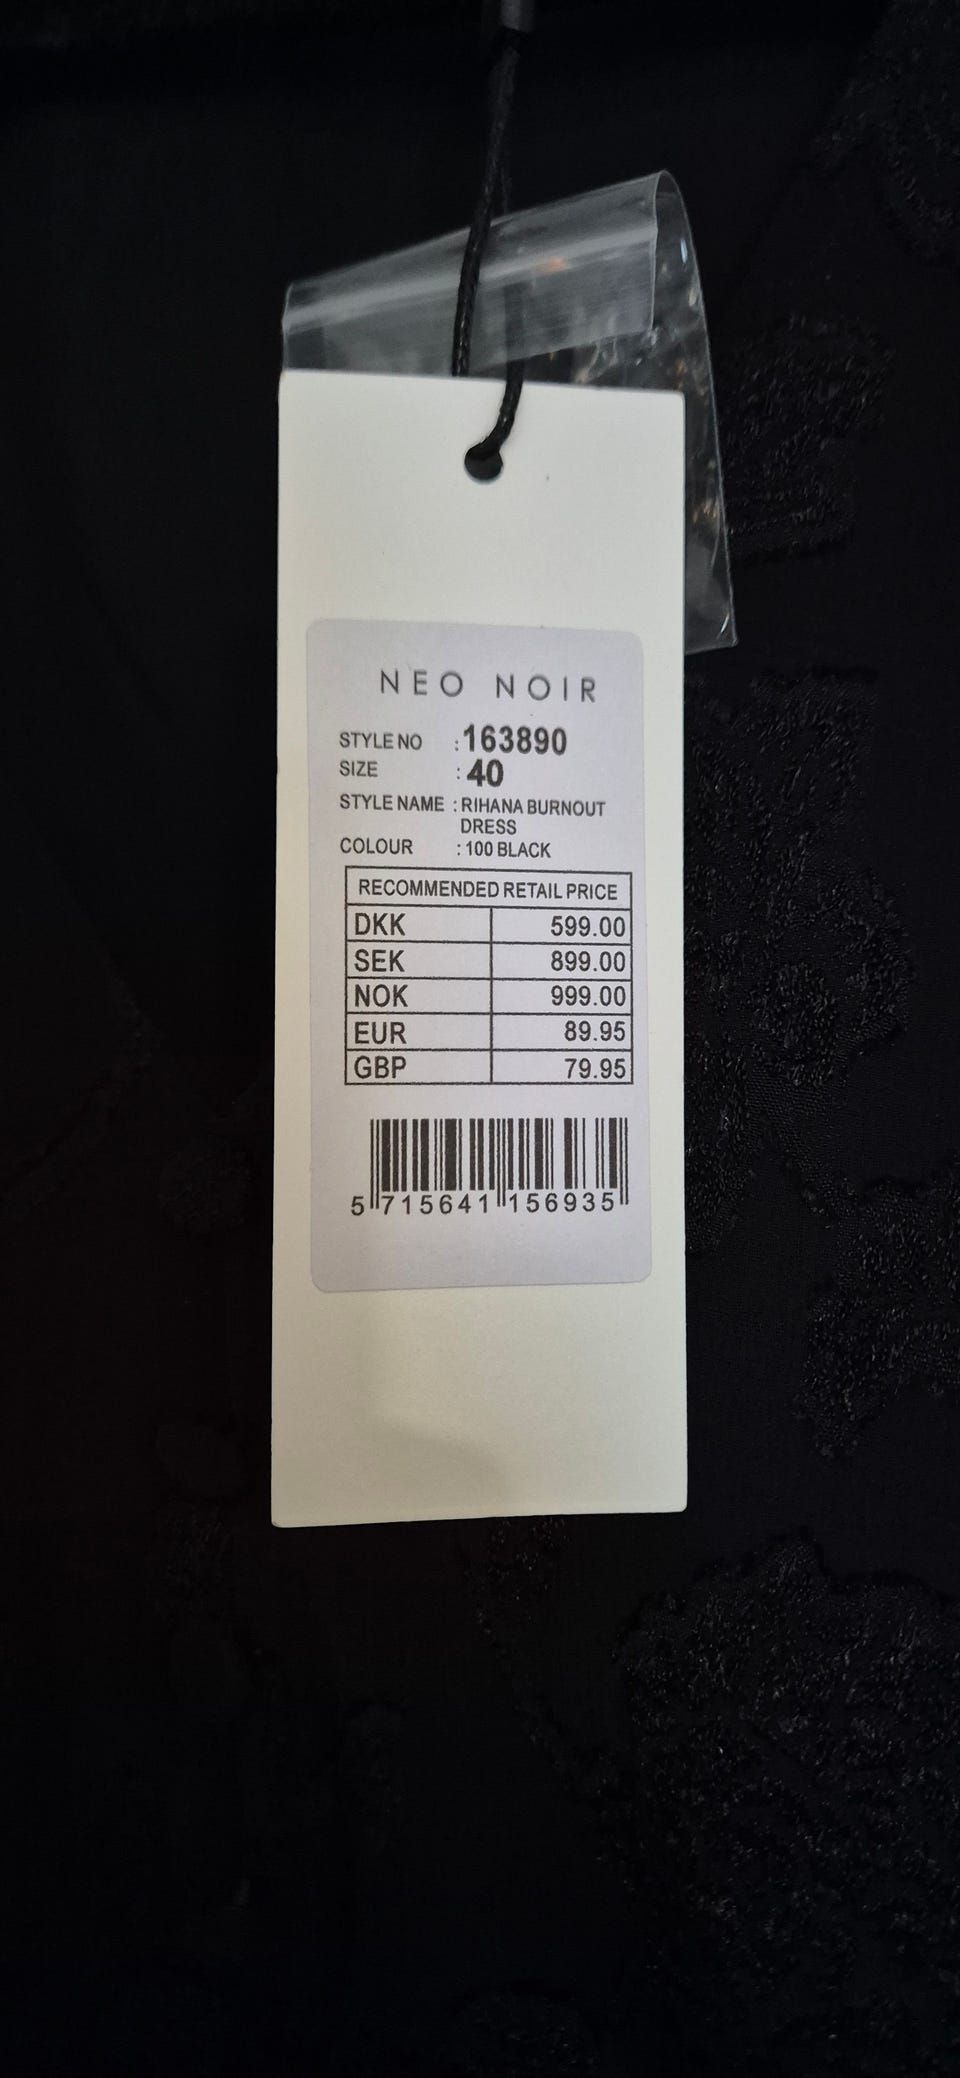 NEO NOIR
STYLE NO : 163890
SIZE : 40
STYLE NAME : RIHANA BURNOUT
DRESS
COLOUR : 100 BLACK
RECOMMENDED RETAIL PRICE
DKK 599.00
SEK 899.00
NOK 999.00
EUR 89.95
GBP 79.95
5 715641 156935